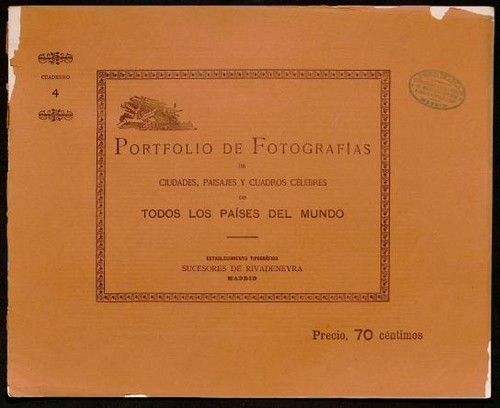 CUADERNO
4
PORTFOLIO DE FOTOGRAFÍAS
DE
CIUDADES, PAISAJES Y CUADROS CÉLEBRES
DE
TODOS LOS PAÍSES DEL MUNDO
ESTABLECIMIENTO TIPOGRÁFICO
SUCESORES DE RIVADENEYRA
MADRID
Precio, 70 céntimos
MADRID